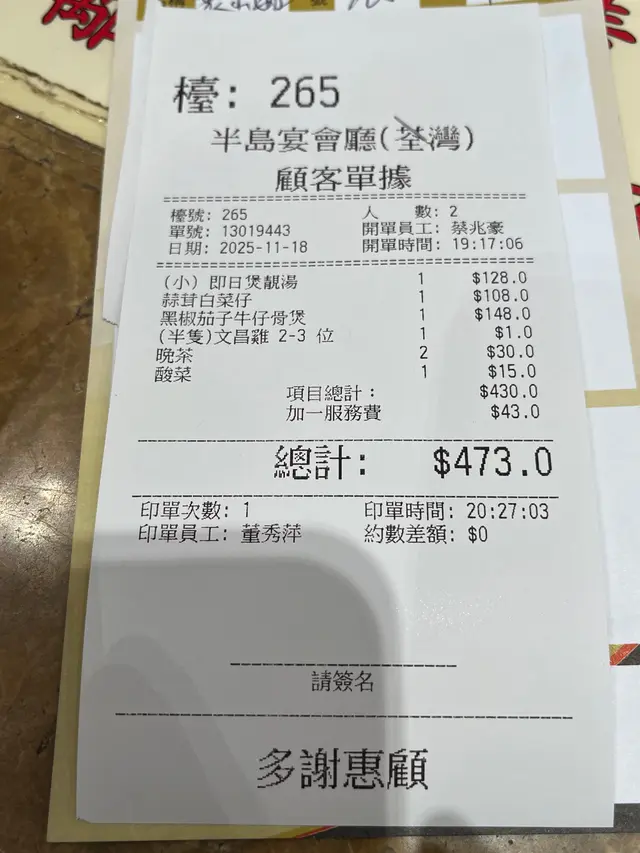 檯: 265
半島宴會廳(荃灣)
顧客單據
檯號: 265 人 數: 2
單號: 13019443 開單員工: 蔡兆豪
日期: 2025-11-18 開單時間: 19:17:06
(小) 即日煲靚湯 1 $128.0
蒜茸白菜仔 1 $108.0
黑椒茄子牛仔骨煲 1 $148.0
(半隻)文昌雞 2-3 位 1 $1.0
晚茶 2 $30.0
酸菜 1 $15.0
項目總計: $430.0
加一服務費 $43.0
總計: $473.0
印單次數: 1 印單時間: 20:27:03
印單員工: 董秀萍 約數差額: $0
請簽名
多謝惠顧